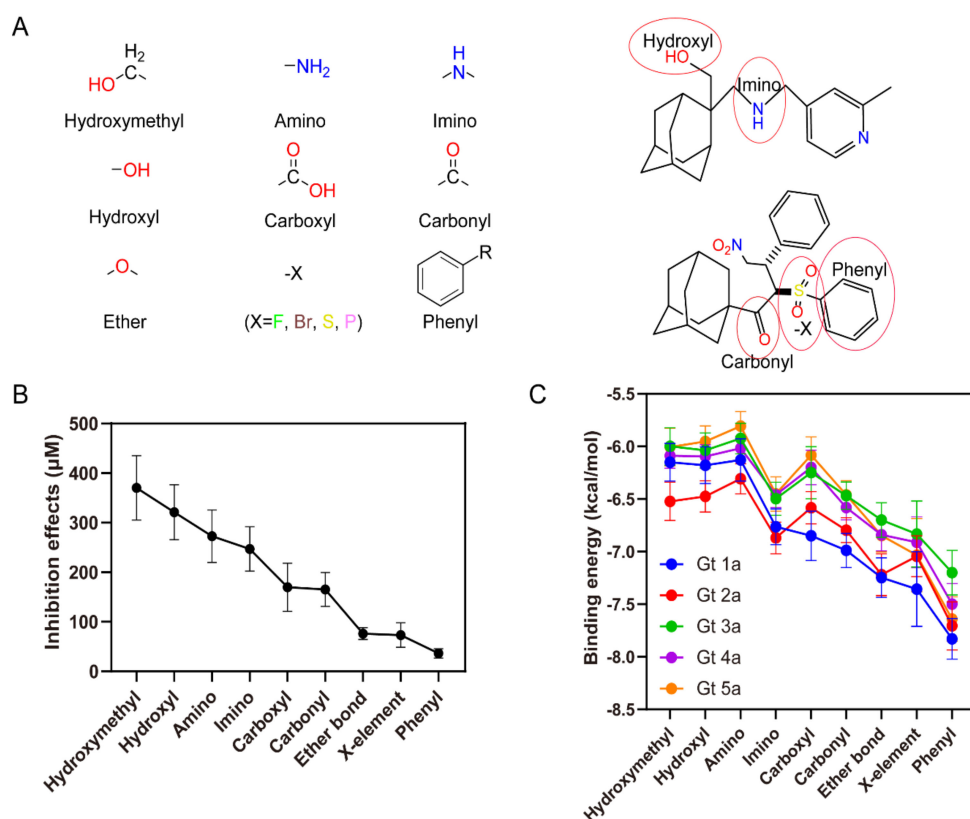 A
H2
HO C
Hydroxymethyl
–NH2
Amino
H
N
Imino
–OH
Hydroxyl
O
C
OH
Carboxyl
O
C
Carbonyl
O
Ether
-X
(X=F, Br, S, P)
R
Phenyl
Hydroxyl
HO
Imino
N
H
N
O2N
Phenyl
O
S
O
-X
O
Carbonyl
B
Inhibition effects (μM)
500
400
300
200
100
0
Hydroxymethyl
Hydroxyl
Amino
Imino
Carboxyl
Carbonyl
Ether bond
X-element
Phenyl
C
Binding energy (kcal/mol)
-5.5
-6.0
-6.5
-7.0
-7.5
-8.0
-8.5
Gt 1a
Gt 2a
Gt 3a
Gt 4a
Gt 5a
Hydroxymethyl
Hydroxyl
Amino
Imino
Carboxyl
Carbonyl
Ether bond
X-element
Phenyl